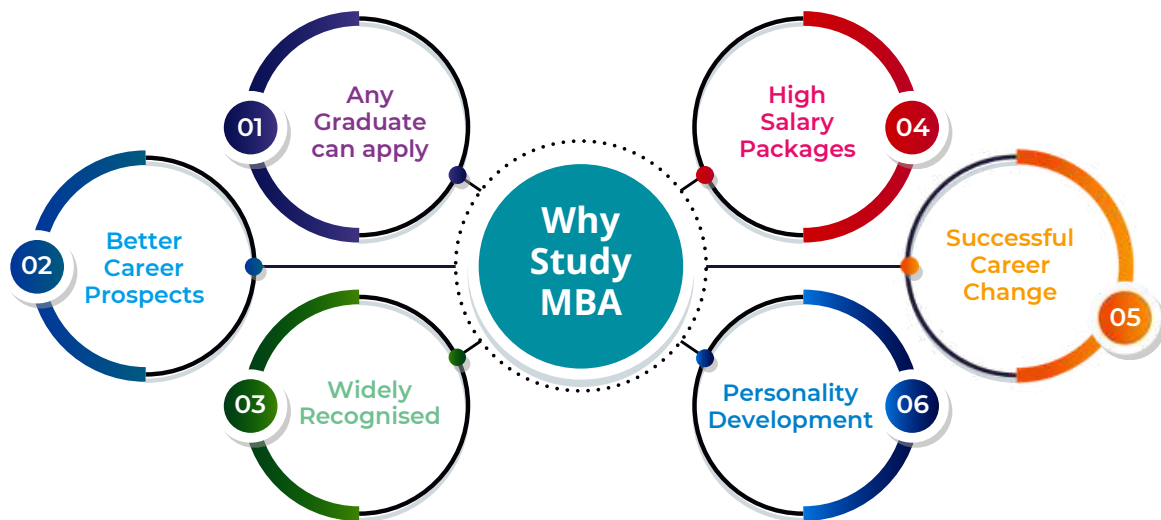 Why
Study
MBA
01
Any
Graduate
can apply
02
Better
Career
Prospects
03
Widely
Recognised
04
High
Salary
Packages
05
Successful
Career
Change
06
Personality
Development